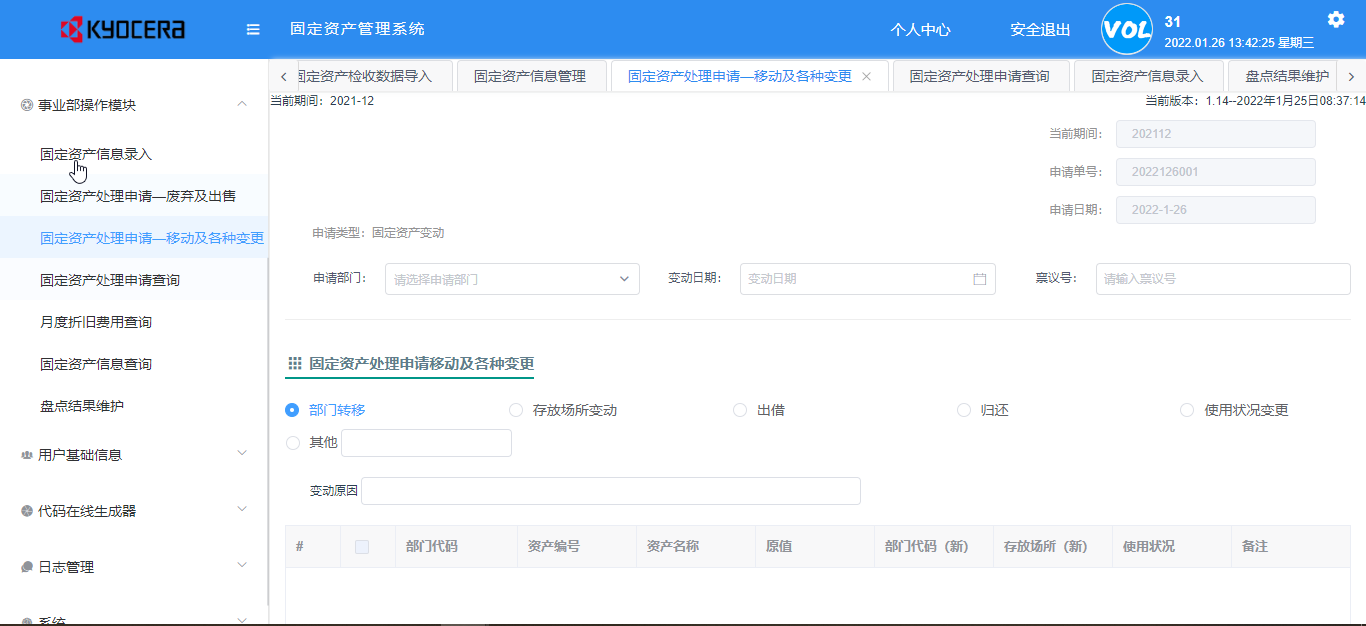 KYOCERA 固定资产管理系统 个人中心 安全退出 VOL 31
2022.01.26 13:42:25 星期三
固定资产检收数据导入 固定资产信息管理 固定资产处理申请—移动及各种变更 固定资产处理申请查询 固定资产信息录入 盘点结果维护
当前期间：2021-12 当前版本：1.14--2022年1月25日08:37:14
事业部操作模块
固定资产信息录入
固定资产处理申请—废弃及出售
固定资产处理申请—移动及各种变更
固定资产处理申请查询
月度折旧费用查询
固定资产信息查询
盘点结果维护
用户基础信息
代码在线生成器
日志管理
系统
当前期间： 202112
申请单号： 2022126001
申请日期： 2022-1-26
申请类型：固定资产变动
申请部门： 请选择申请部门 变动日期： 变动日期 禀议号： 请输入禀议号
固定资产处理申请移动及各种变更
部门转移 存放场所变动 出借 归还 使用状况变更
其他
变动原因
# 部门代码 资产编号 资产名称 原值 部门代码（新） 存放场所（新） 使用状况 备注